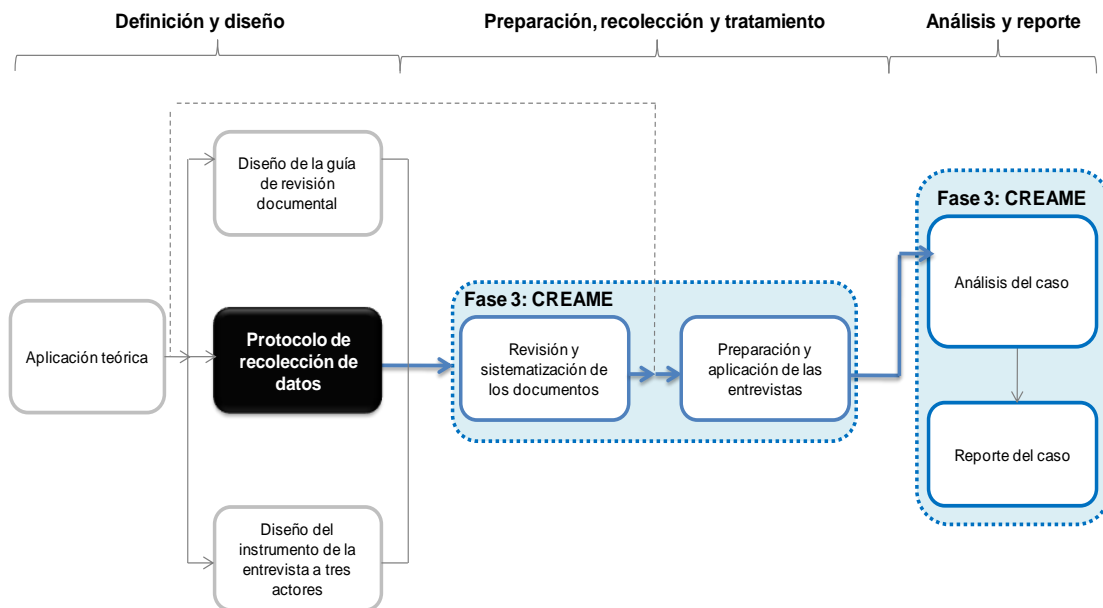 Definición y diseño
Preparación, recolección y tratamiento
Análisis y reporte
Diseño de la guía
de revisión
documental
Aplicación teórica
Protocolo de
recolección de
datos
Diseño del
instrumento de la
entrevista a tres
actores
Fase 3: CREAME
Revisión y
sistematización de
los documentos
Preparación y
aplicación de las
entrevistas
Fase 3: CREAME
Análisis del caso
Reporte del caso